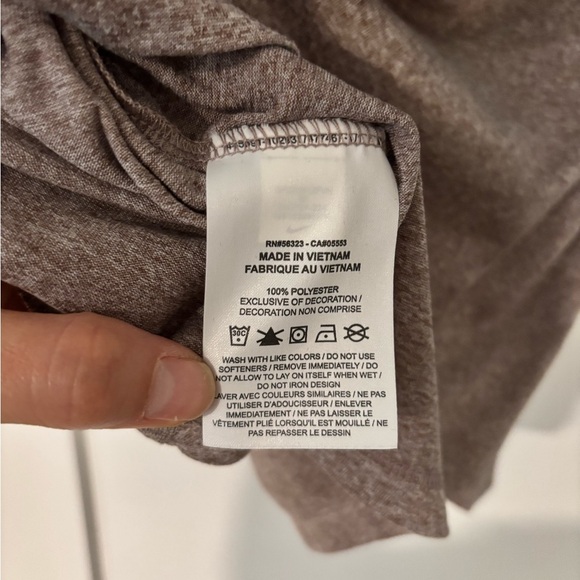 RN#56323 - CA#05553
MADE IN VIETNAM
FABRIQUE AU VIETNAM
100% POLYESTER
EXCLUSIVE OF DECORATION /
DÉCORATION NON COMPRISE
30C
WASH WITH LIKE COLORS / DO NOT USE
SOFTENERS / REMOVE IMMEDIATELY / DO
NOT ALLOW TO LAY ON ITSELF WHEN WET /
DO NOT IRON DESIGN
LAVER AVEC COULEURS SIMILAIRES / NE PAS
UTILISER D'ADOUCISSEUR / ENLEVER
IMMEDIATEMENT / NE PAS LAISSER LE
VÊTEMENT PLIÉ LORSQU'IL EST MOUILLÉ / NE
PAS REPASSER LE DESSIN